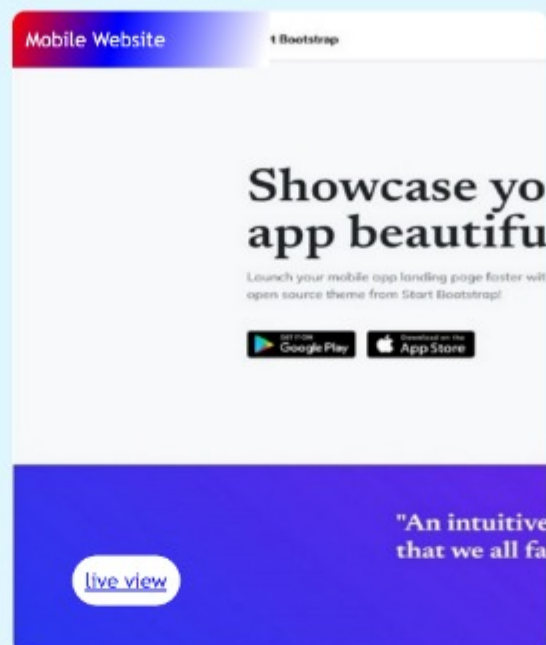 Mobile Website
t Bootstrap
Showcase yo
app beautifu
Launch your mobile app landing page faster wit
open source theme from Start Bootstrap!
GET IT ON
Google Play
Download on the
App Store
"An intuitive
that we all fa
live view